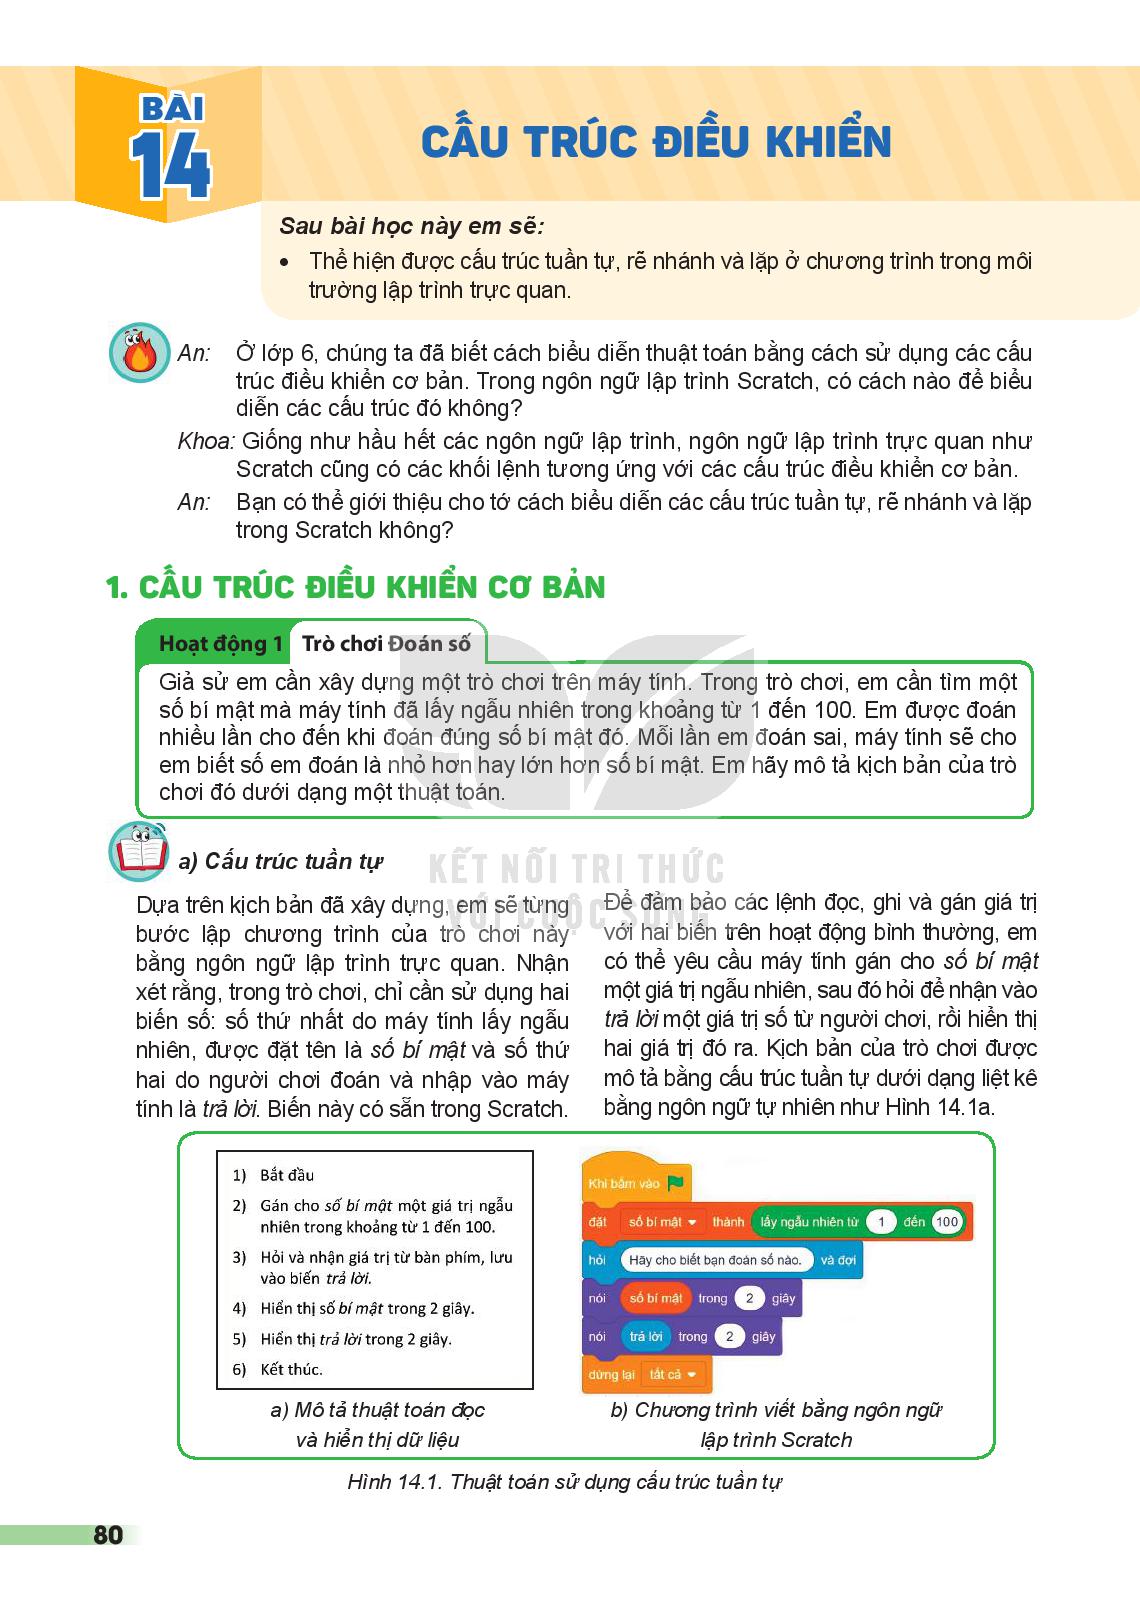 BÀI
14
CẤU TRÚC ĐIỀU KHIỂN
Sau bài học này em sẽ:
• Thể hiện được cấu trúc tuần tự, rẽ nhánh và lặp ở chương trình trong môi
trường lập trình trực quan.
An: Ở lớp 6, chúng ta đã biết cách biểu diễn thuật toán bằng cách sử dụng các cấu
trúc điều khiển cơ bản. Trong ngôn ngữ lập trình Scratch, có cách nào để biểu
diễn các cấu trúc đó không?
Khoa: Giống như hầu hết các ngôn ngữ lập trình, ngôn ngữ lập trình trực quan như
Scratch cũng có các khối lệnh tương ứng với các cấu trúc điều khiển cơ bản.
An: Bạn có thể giới thiệu cho tớ cách biểu diễn các cấu trúc tuần tự, rẽ nhánh và lặp
trong Scratch không?
1. CẤU TRÚC ĐIỀU KHIỂN CƠ BẢN
Hoạt động 1 Trò chơi Đoán số
Giả sử em cần xây dựng một trò chơi trên máy tính. Trong trò chơi, em cần tìm một
số bí mật mà máy tính đã lấy ngẫu nhiên trong khoảng từ 1 đến 100. Em được đoán
nhiều lần cho đến khi đoán đúng số bí mật đó. Mỗi lần em đoán sai, máy tính sẽ cho
em biết số em đoán là nhỏ hơn hay lớn hơn số bí mật. Em hãy mô tả kịch bản của trò
chơi đó dưới dạng một thuật toán.
KẾT NỐI TRI THỨC
VỚI CUỘC SỐNG
a) Cấu trúc tuần tự
Dựa trên kịch bản đã xây dựng, em sẽ từng
bước lập chương trình của trò chơi này
bằng ngôn ngữ lập trình trực quan. Nhận
xét rằng, trong trò chơi, chỉ cần sử dụng hai
biến số: số thứ nhất do máy tính lấy ngẫu
nhiên, được đặt tên là số bí mật và số thứ
hai do người chơi đoán và nhập vào máy
tính là trả lời. Biến này có sẵn trong Scratch.
Để đảm bảo các lệnh đọc, ghi và gán giá trị
với hai biến trên hoạt động bình thường, em
có thể yêu cầu máy tính gán cho số bí mật
một giá trị ngẫu nhiên, sau đó hỏi để nhận vào
trả lời một giá trị số từ người chơi, rồi hiển thị
hai giá trị đó ra. Kịch bản của trò chơi được
mô tả bằng cấu trúc tuần tự dưới dạng liệt kê
bằng ngôn ngữ tự nhiên như Hình 14.1a.
1) Bắt đầu
2) Gán cho số bí mật một giá trị ngẫu
nhiên trong khoảng từ 1 đến 100.
3) Hỏi và nhận giá trị từ bàn phím, lưu
vào biến trả lời.
4) Hiển thị số bí mật trong 2 giây.
5) Hiển thị trả lời trong 2 giây.
6) Kết thúc.
a) Mô tả thuật toán đọc
và hiển thị dữ liệu
Khi bấm vào
đặt số bí mật thành lấy ngẫu nhiên từ 1 đến 100
hỏi Hãy cho biết bạn đoán số nào. và đợi
nói số bí mật trong 2 giây
nói trả lời trong 2 giây
dừng lại tất cả
b) Chương trình viết bằng ngôn ngữ
lập trình Scratch
Hình 14.1. Thuật toán sử dụng cấu trúc tuần tự
80